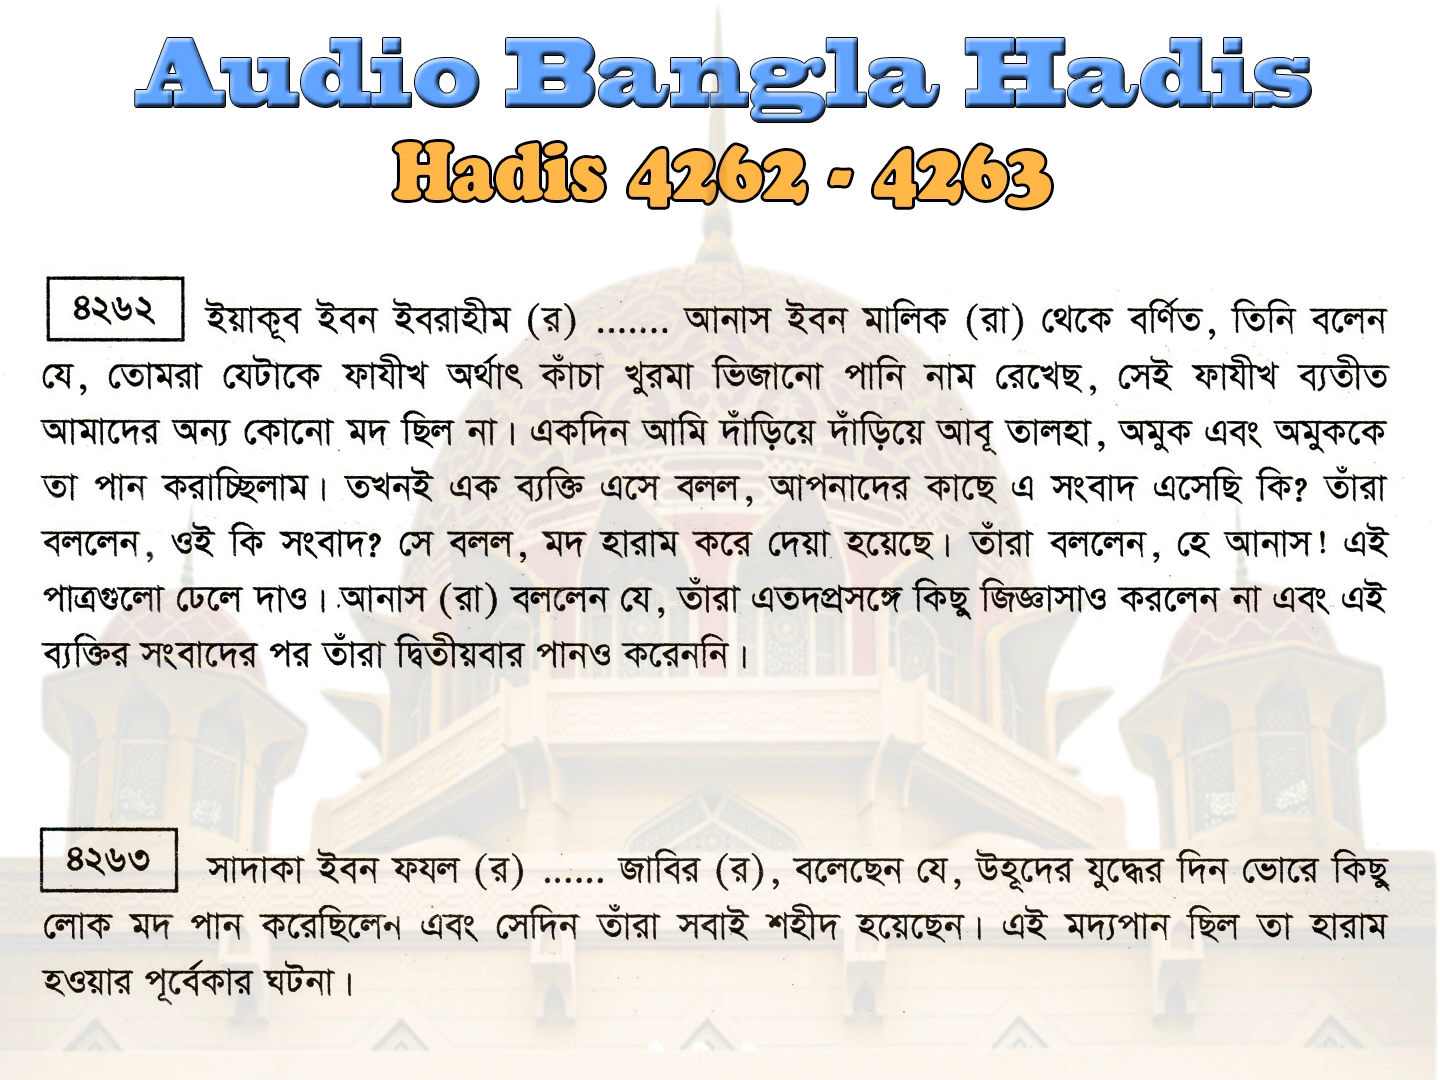 Audio Bangla Hadis
Hadis 4262 - 4263
৪২৬২ ইয়াকূব ইবন ইবরাহীম (র) ....... আনাস ইবন মালিক (রা) থেকে বর্ণিত, তিনি বলেন
যে, তোমরা যেটাকে ফাযীখ অর্থাৎ কাঁচা খুরমা ভিজানো পানি নাম রেখেছ, সেই ফাযীখ ব্যতীত
আমাদের অন্য কোনো মদ ছিল না। একদিন আমি দাঁড়িয়ে দাঁড়িয়ে আবূ তালহা, অমুক এবং অমুককে
তা পান করাচ্ছিলাম। তখনই এক ব্যক্তি এসে বলল, আপনাদের কাছে এ সংবাদ এসেছি কি? তাঁরা
বললেন, ওই কি সংবাদ? সে বলল, মদ হারাম করে দেয়া হয়েছে। তাঁরা বললেন, হে আনাস! এই
পাত্রগুলো ঢেলে দাও। আনাস (রা) বললেন যে, তাঁরা এতদপ্রসঙ্গে কিছু জিজ্ঞাসাও করলেন না এবং এই
ব্যক্তির সংবাদের পর তাঁরা দ্বিতীয়বার পানও করেননি।
৪২৬৩ সাদাকা ইবন ফযল (র) ...... জাবির (র), বলেছেন যে, উহূদের যুদ্ধের দিন ভোরে কিছু
লোক মদ পান করেছিলেন এবং সেদিন তাঁরা সবাই শহীদ হয়েছেন। এই মদ্যপান ছিল তা হারাম
হওয়ার পূর্বেকার ঘটনা।